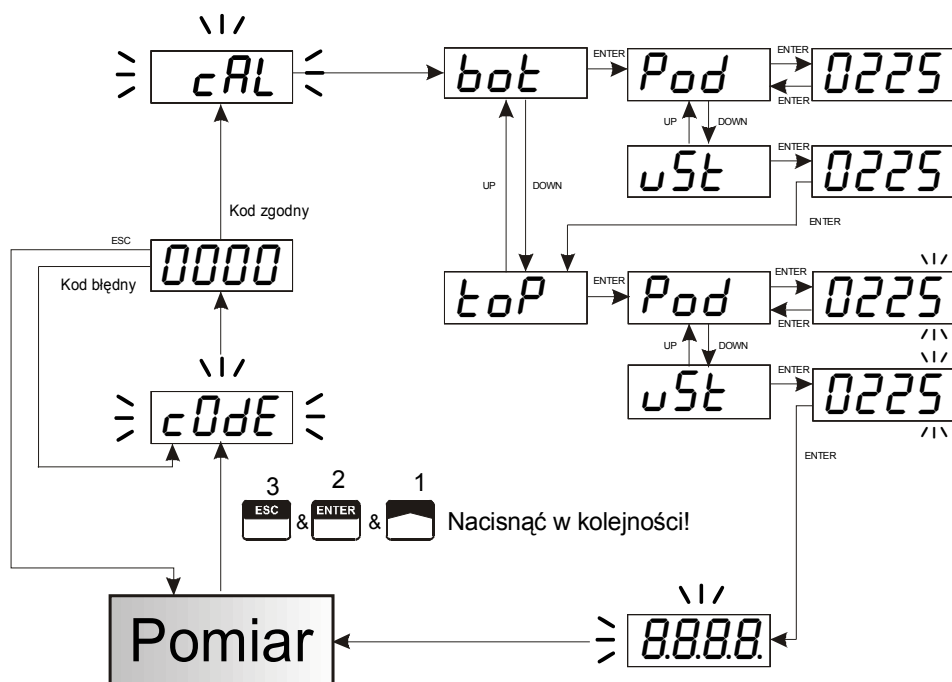 cAL
bot
ENTER
Pod
ENTER
0225
ENTER
UP
DOWN
uSt
ENTER
0225
UP
DOWN
ENTER
Kod zgodny
ESC
0000
Kod błędny
toP
ENTER
Pod
ENTER
0225
ENTER
UP
DOWN
uSt
ENTER
0225
ENTER
cOdE
3 2 1
ESC & ENTER & Nacisnąć w kolejności!
Pomiar
8.8.8.8.